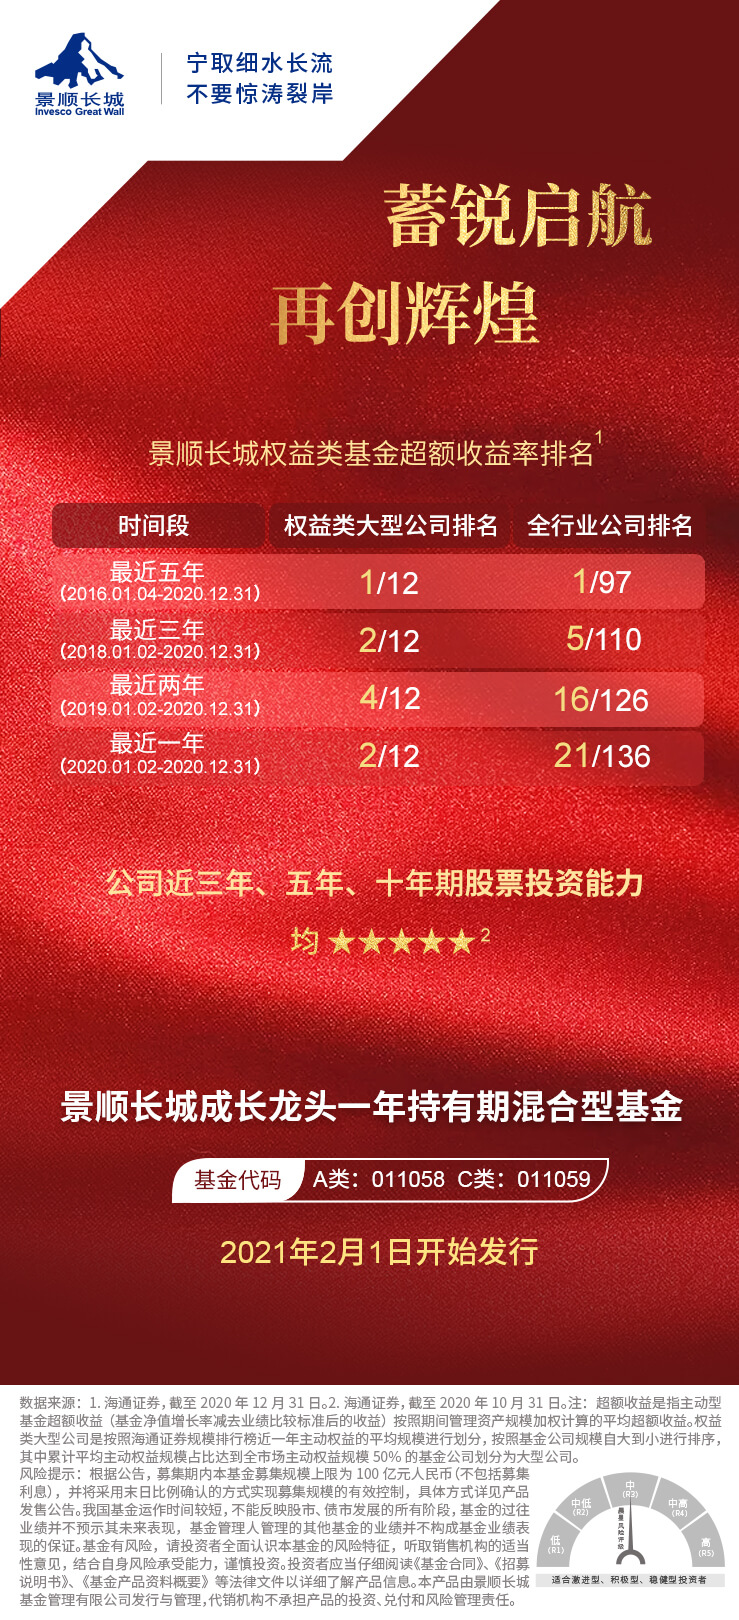 景顺长城
Invesco Great Wall
宁取细水长流
不要惊涛裂岸
蓄锐启航
再创辉煌
景顺长城权益类基金超额收益率排名1
时间段 权益类大型公司排名 全行业公司排名
最近五年
(2016.01.04-2020.12.31) 1/12 1/97
最近三年
(2018.01.02-2020.12.31) 2/12 5/110
最近两年
(2019.01.02-2020.12.31) 4/12 16/126
最近一年
(2020.01.02-2020.12.31) 2/12 21/136
公司近三年、五年、十年期股票投资能力
均★★★★★2
景顺长城成长龙头一年持有期混合型基金
基金代码 A类：011058 C类：011059
2021年2月1日开始发行
数据来源：1. 海通证券，截至 2020 年 12 月 31 日。2. 海通证券，截至 2020 年 10 月 31 日。注：超额收益是指主动型
基金超额收益（基金净值增长率减去业绩比较标准后的收益）按照期间管理资产规模加权计算的平均超额收益。权益
类大型公司是按照海通证券规模排行榜近一年主动权益的平均规模进行划分，按照基金公司规模自大到小进行排序，
其中累计平均主动权益规模占比达到全市场主动权益规模 50% 的基金公司划分为大型公司。
风险提示：根据公告，募集期内本基金募集规模上限为 100 亿元人民币（不包括募集
利息），并将采用末日比例确认的方式实现募集规模的有效控制，具体方式详见产品
发售公告。我国基金运作时间较短，不能反映股市、债市发展的所有阶段，基金的过往
业绩并不预示其未来表现，基金管理人管理的其他基金的业绩并不构成基金业绩表
现的保证。基金有风险，请投资者全面认识本基金的风险特征，听取销售机构的适当
性意见，结合自身风险承受能力，谨慎投资。投资者应当仔细阅读《基金合同》、《招募
说明书》、《基金产品资料概要》等法律文件以详细了解产品信息。本产品由景顺长城
基金管理有限公司发行与管理，代销机构不承担产品的投资、兑付和风险管理责任。
低
(R1)
中低
(R2)
中
(R3)
中高
(R4)
高
(R5)
晨星风险评级
适合激进型、积极型、稳健型投资者